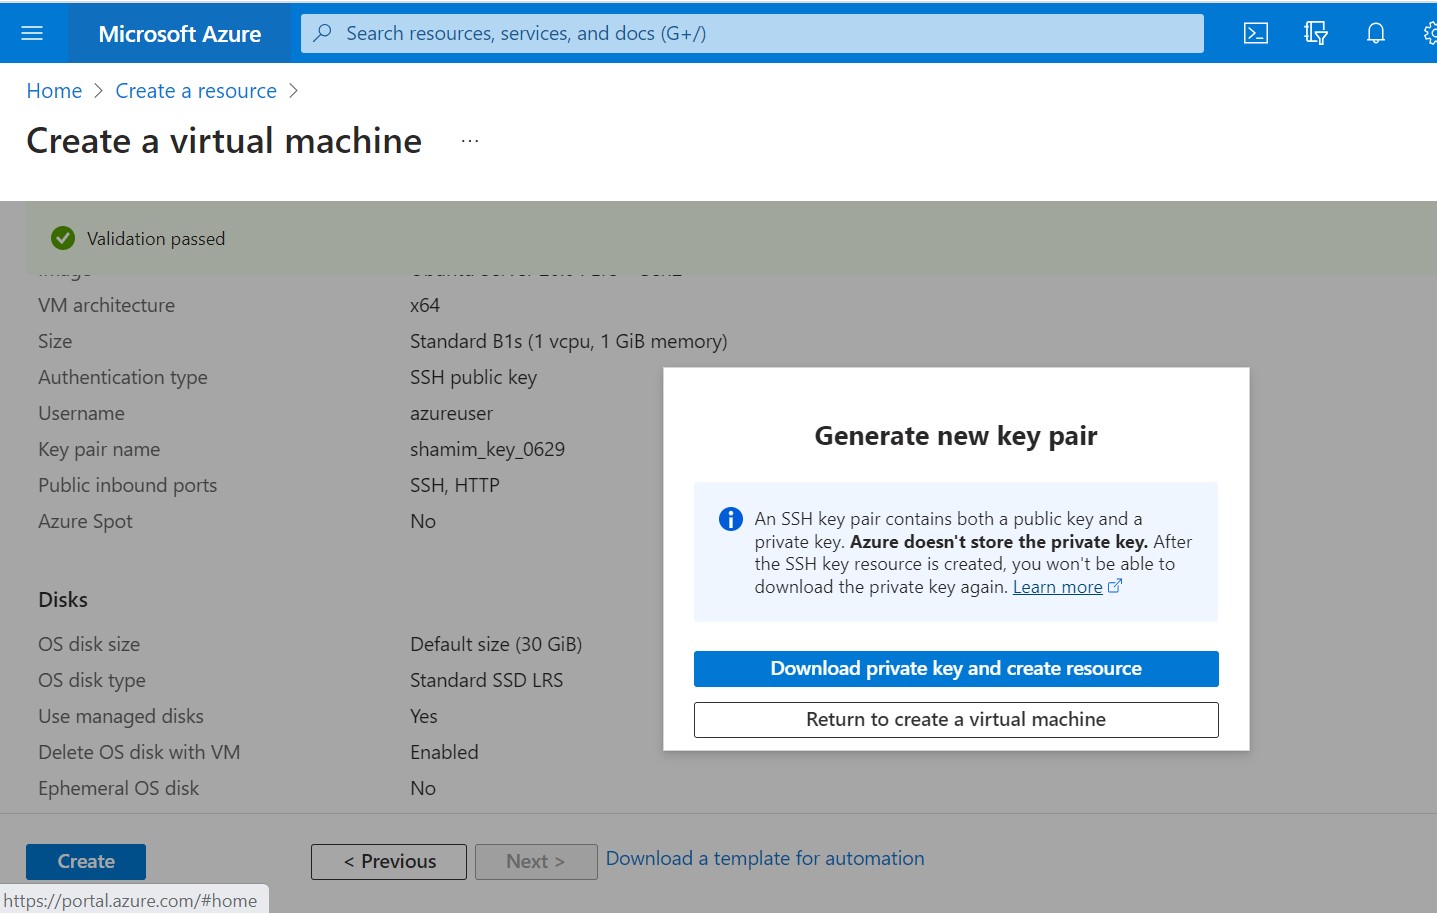 Microsoft Azure
Search resources, services, and docs (G+/)
Home > Create a resource >
Create a virtual machine ...
Validation passed
VM architecture x64
Size Standard B1s (1 vcpu, 1 GiB memory)
Authentication type SSH public key
Username azureuser
Key pair name shamim_key_0629
Public inbound ports SSH, HTTP
Azure Spot No
Disks
OS disk size Default size (30 GiB)
OS disk type Standard SSD LRS
Use managed disks Yes
Delete OS disk with VM Enabled
Ephemeral OS disk No
Generate new key pair
An SSH key pair contains both a public key and a
private key. Azure doesn't store the private key. After
the SSH key resource is created, you won't be able to
download the private key again. Learn more
Download private key and create resource
Return to create a virtual machine
Create
< Previous
Next >
Download a template for automation
https://portal.azure.com/#home